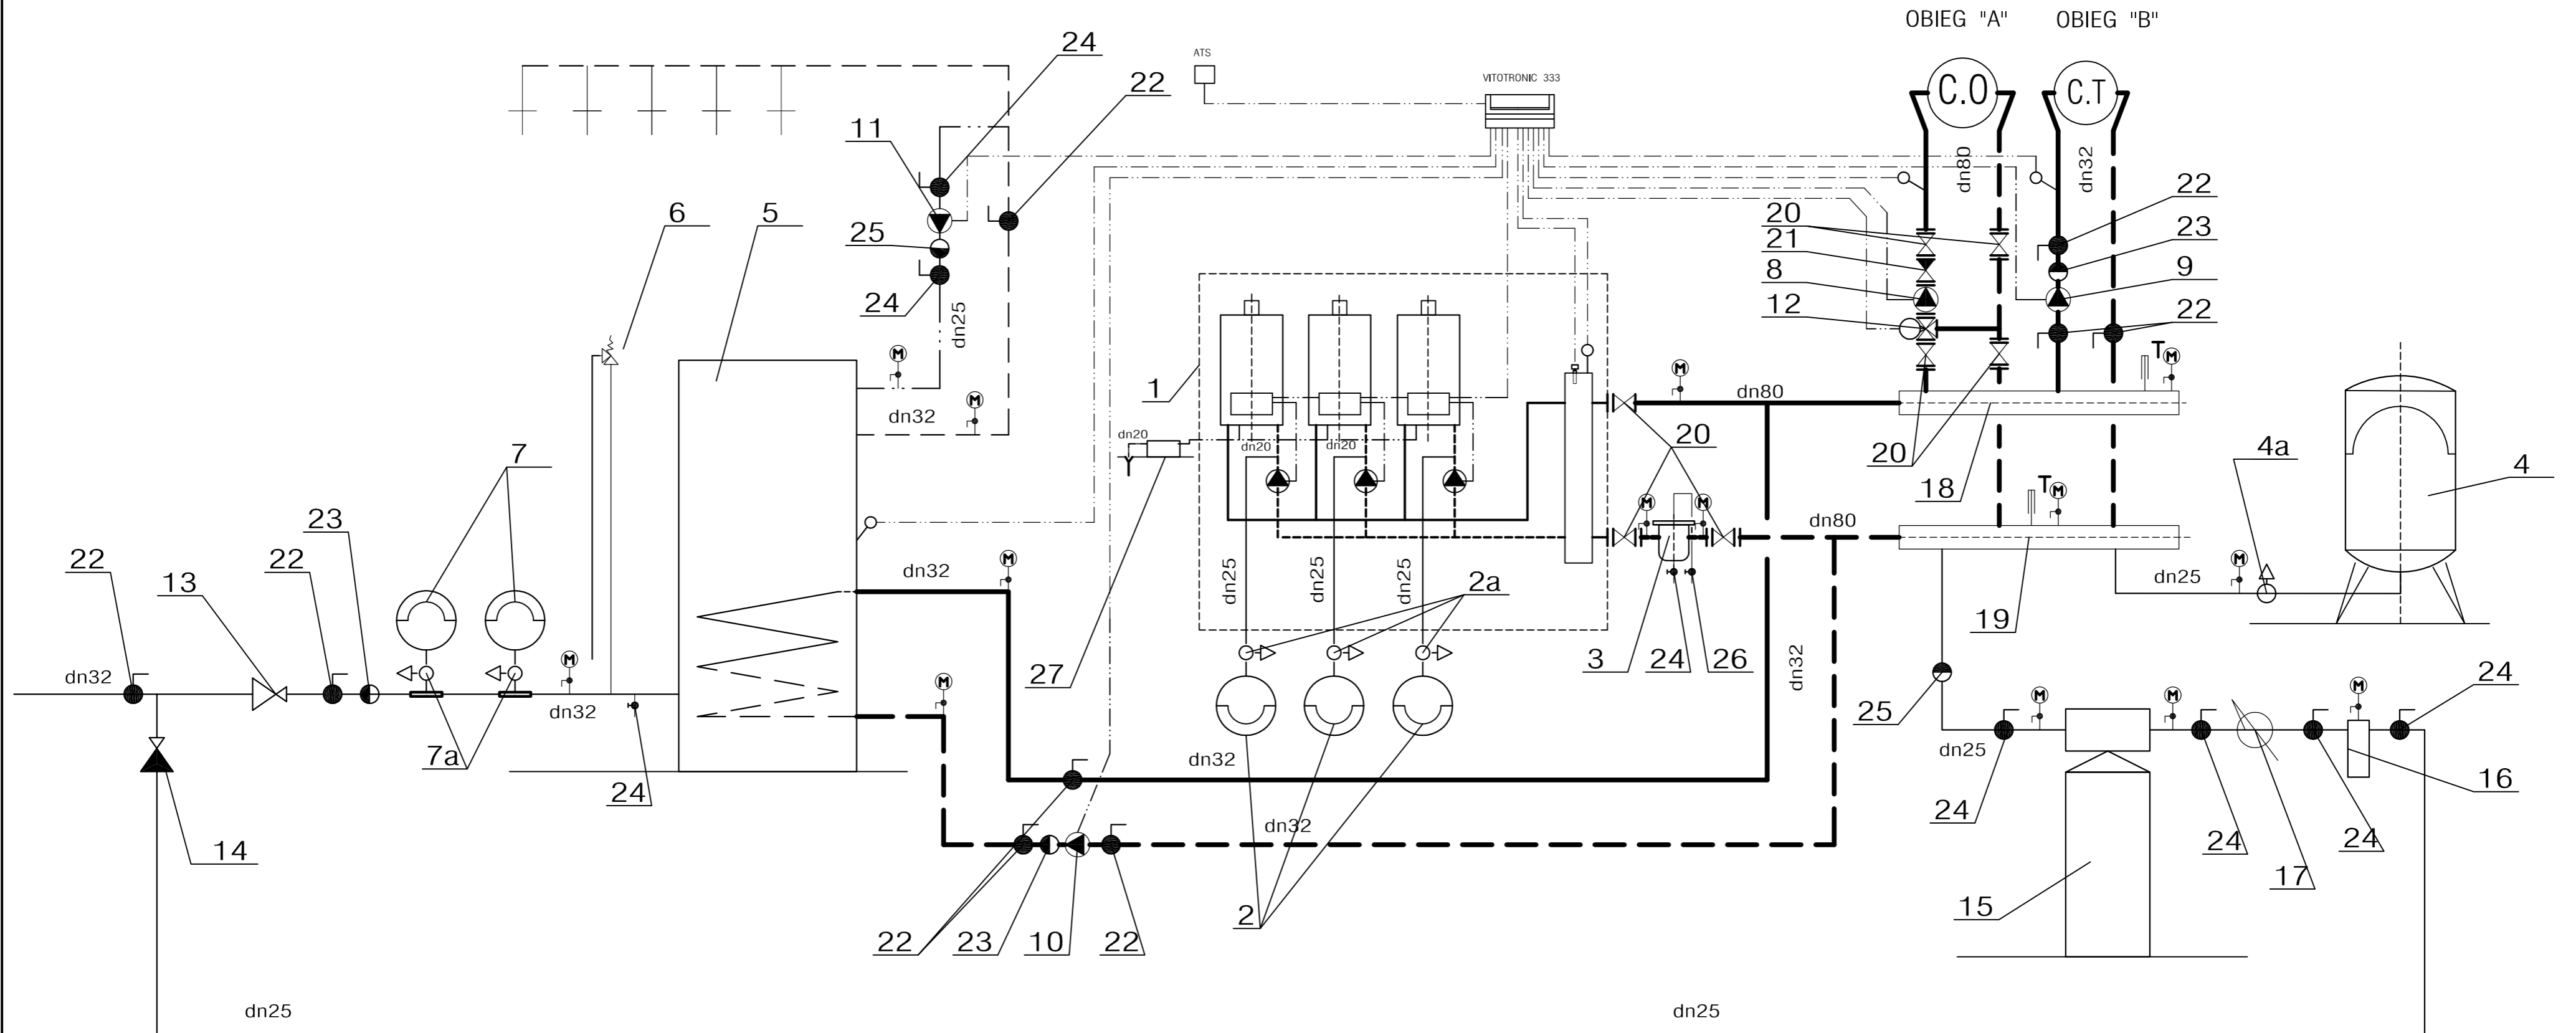 OBIEG "A" OBIEG "B"
ATS
VITOTRONIC 333
C.O C.T
24
22
11
25
24
dn25
dn80
dn32
22
20
21
23
8
9
12
22
6
5
M
M
dn32
1
dn20
dn20
dn20
M
dn80
T
M
20
20
18
4a
4
7
23
22
22
13
dn32
M
M
M
dn80
T
M
M
dn25
19
dn25
dn25
dn25
2a
27
3
24
26
dn32
dn32
M
dn32
24
7a
14
M
dn32
dn32
25
M
M
M
24
dn25
24
24
24
17
16
15
22
23
10
22
2
dn25
dn25